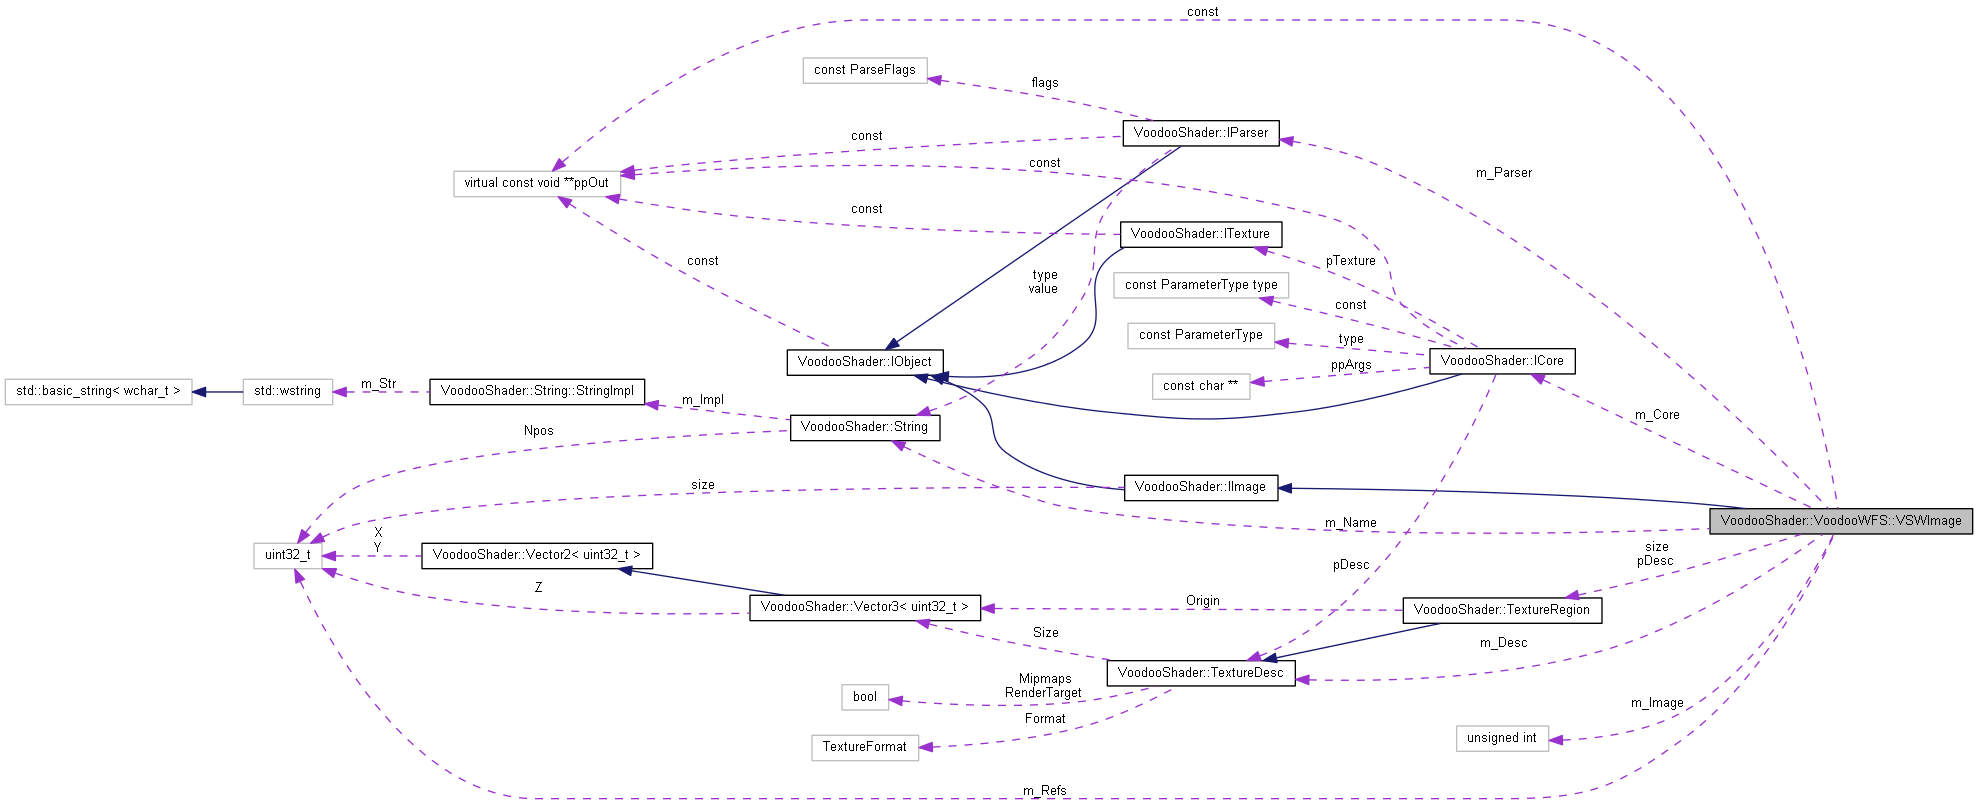 const
const ParseFlags
flags
VoodooShader::IParser
const
const
m_Parser
virtual const void **ppOut
const
VoodooShader::ITexture
const
pTexture
type
value
const ParameterType type
const
const ParameterType
type
VoodooShader::IObject
VoodooShader::ICore
ppArgs
const char **
std::basic_string< wchar_t >
std::wstring
m_Str
VoodooShader::String::StringImpl
m_Impl
VoodooShader::String
m_Core
Npos
size
VoodooShader::IImage
m_Name
VoodooShader::VoodooWFS::VSWImage
X
Y
uint32_t
VoodooShader::Vector2< uint32_t >
size
pDesc
pDesc
Z
VoodooShader::Vector3< uint32_t >
Origin
VoodooShader::TextureRegion
Size
m_Desc
VoodooShader::TextureDesc
Mipmaps
RenderTarget
bool
m_Image
Format
TextureFormat
unsigned int
m_Refs